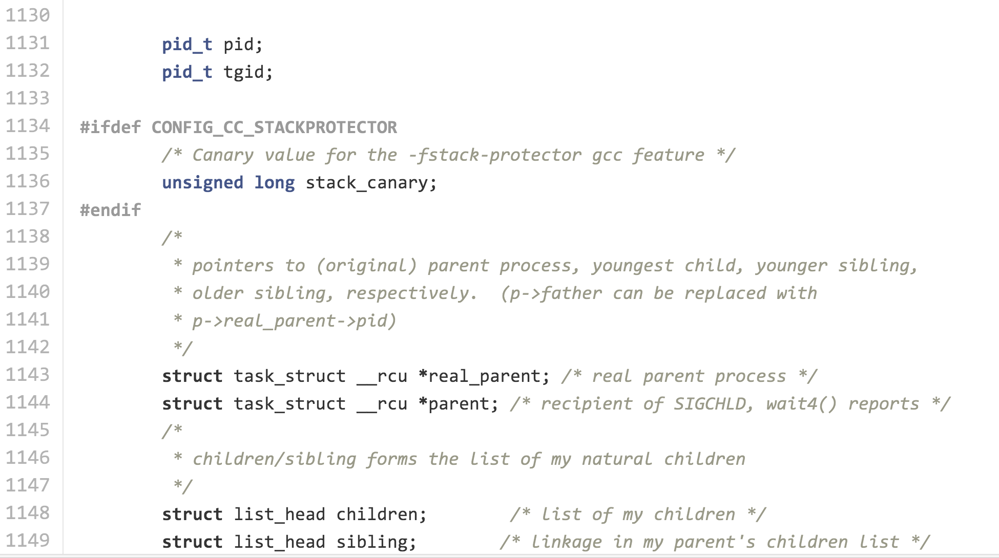 1130
1131 pid_t pid;
1132 pid_t tgid;
1133
1134 #ifdef CONFIG_CC_STACKPROTECTOR
1135 /* Canary value for the -fstack-protector gcc feature */
1136 unsigned long stack_canary;
1137 #endif
1138 /*
1139 * pointers to (original) parent process, youngest child, younger sibling,
1140 * older sibling, respectively.  (p->father can be replaced with
1141 * p->real_parent->pid)
1142 */
1143 struct task_struct __rcu *real_parent; /* real parent process */
1144 struct task_struct __rcu *parent; /* recipient of SIGCHLD, wait4() reports */
1145 /*
1146 * children/sibling forms the list of my natural children
1147 */
1148 struct list_head children;        /* list of my children */
1149 struct list_head sibling;        /* linkage in my parent's children list */